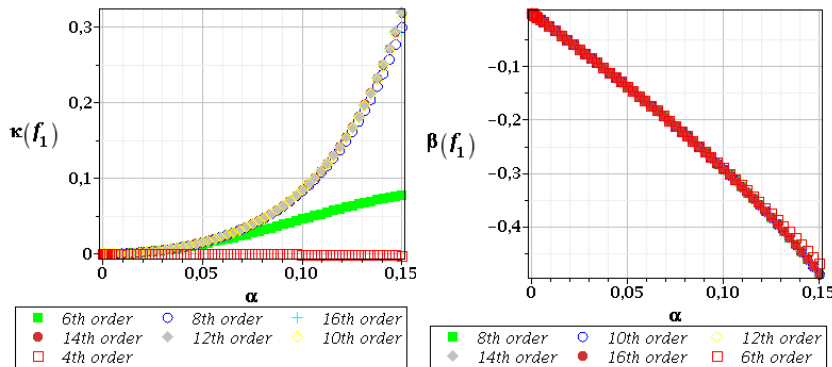 0,3
0,2
κ(f₁)
0,1
0
0
0,05
0,10
0,15
α
6th order
8th order
16th order
14th order
12th order
10th order
4th order
0
0,05
0,10
0,15
α
-0,1
-0,2
β(f₁)
-0,3
-0,4
8th order
10th order
12th order
14th order
16th order
6th order